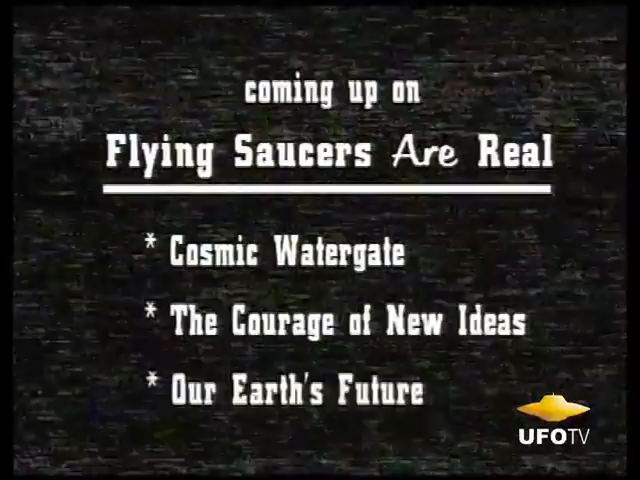 coming up on
Flying Saucers Are Real
* Cosmic Watergate
* The Courage of New Ideas
* Our Earth's Future
UFOTV